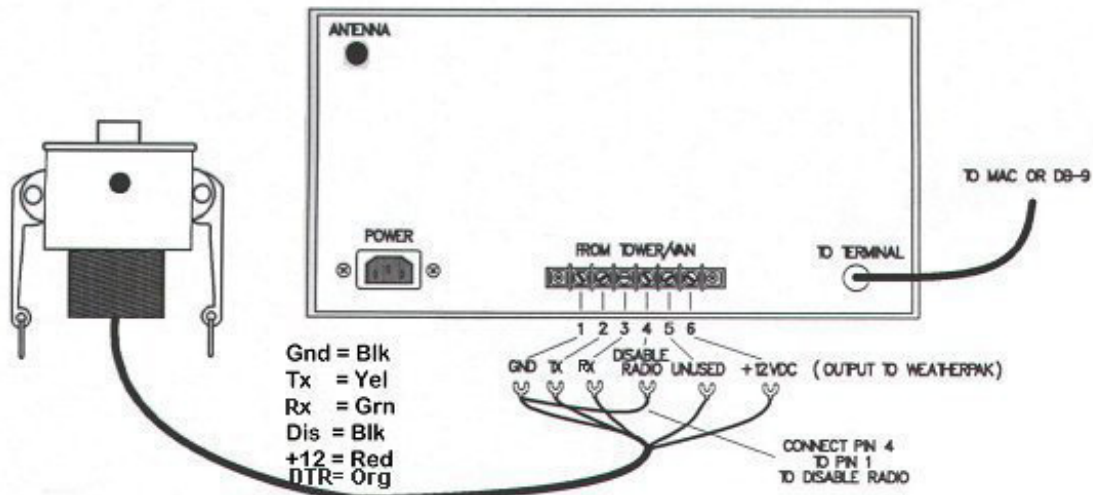 ANTENNA
TO MAC OR DB-9
POWER
FROM TOWER/VAN
TO TERMINAL
1 2 3 4 5 6
GND TX RX DISABLE RADIO UNUSED +12VDC (OUTPUT TO WEATHERPAK)
Gnd = Blk
Tx = Yel
Rx = Grn
Dis = Blk
+12 = Red
DTR= Org
CONNECT PIN 4
TO PIN 1
TO DISABLE RADIO